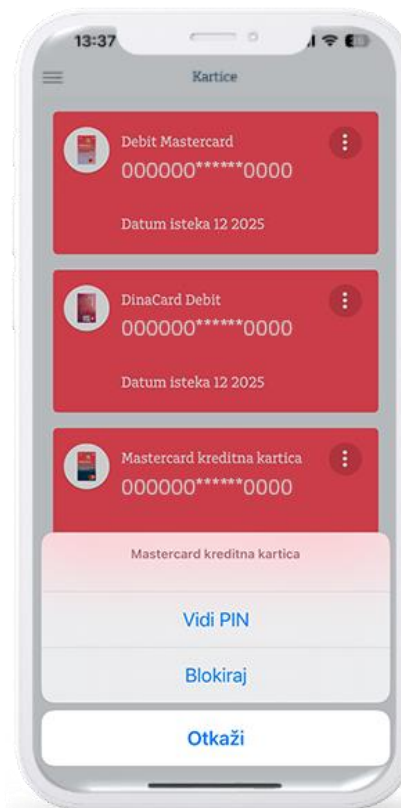 13:37
Kartice
Debit Mastercard
000000******0000
Datum isteka 12 2025
DinaCard Debit
000000******0000
Datum isteka 12 2025
Mastercard kreditna kartica
000000******0000
Mastercard kreditna kartica
Vidi PIN
Blokiraj
Otkaži